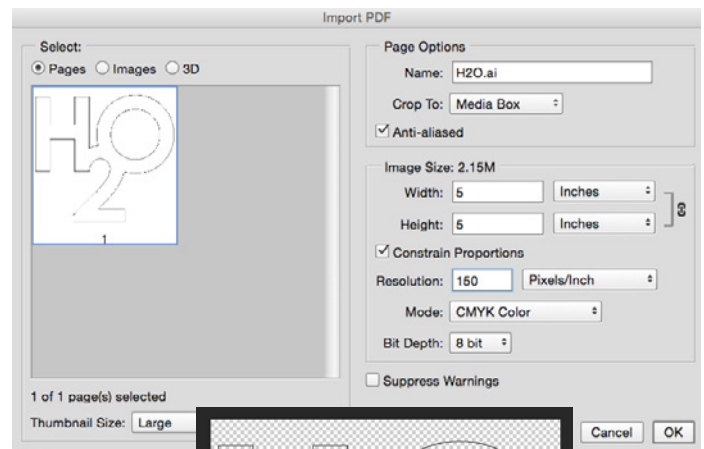 Import PDF
Select:
Pages Images 3D
H2O
1
1 of 1 page(s) selected
Thumbnail Size: Large
Page Options
Name: H2O.ai
Crop To: Media Box
Anti-aliased
Image Size: 2.15M
Width: 5 Inches
Height: 5 Inches
Constrain Proportions
Resolution: 150 Pixels/Inch
Mode: CMYK Color
Bit Depth: 8 bit
Suppress Warnings
Cancel OK